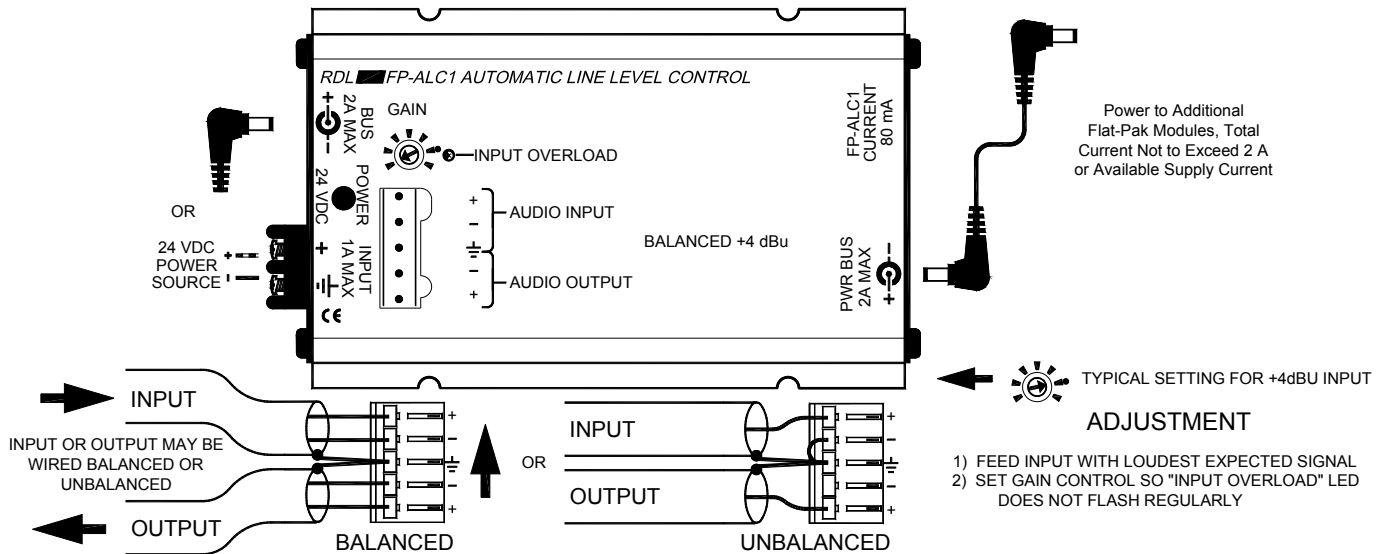 RDL FP-ALC1 AUTOMATIC LINE LEVEL CONTROL
+
-
BUS
2A MAX
GAIN
INPUT OVERLOAD
POWER
24 VDC
INPUT
1A MAX
+
CE
OR
24 VDC
POWER
SOURCE
+
-
+
-
-
+
AUDIO INPUT
AUDIO OUTPUT
BALANCED +4 dBu
FP-ALC1
CURRENT
80 mA
PWR BUS
2A MAX
-
+
Power to Additional
Flat-Pak Modules, Total
Current Not to Exceed 2 A
or Available Supply Current
INPUT
INPUT OR OUTPUT MAY BE
WIRED BALANCED OR
UNBALANCED
OUTPUT
+
-
-
+
BALANCED
OR
INPUT
OUTPUT
+
-
-
+
UNBALANCED
TYPICAL SETTING FOR +4dBU INPUT
ADJUSTMENT
1) FEED INPUT WITH LOUDEST EXPECTED SIGNAL
2) SET GAIN CONTROL SO "INPUT OVERLOAD" LED
DOES NOT FLASH REGULARLY